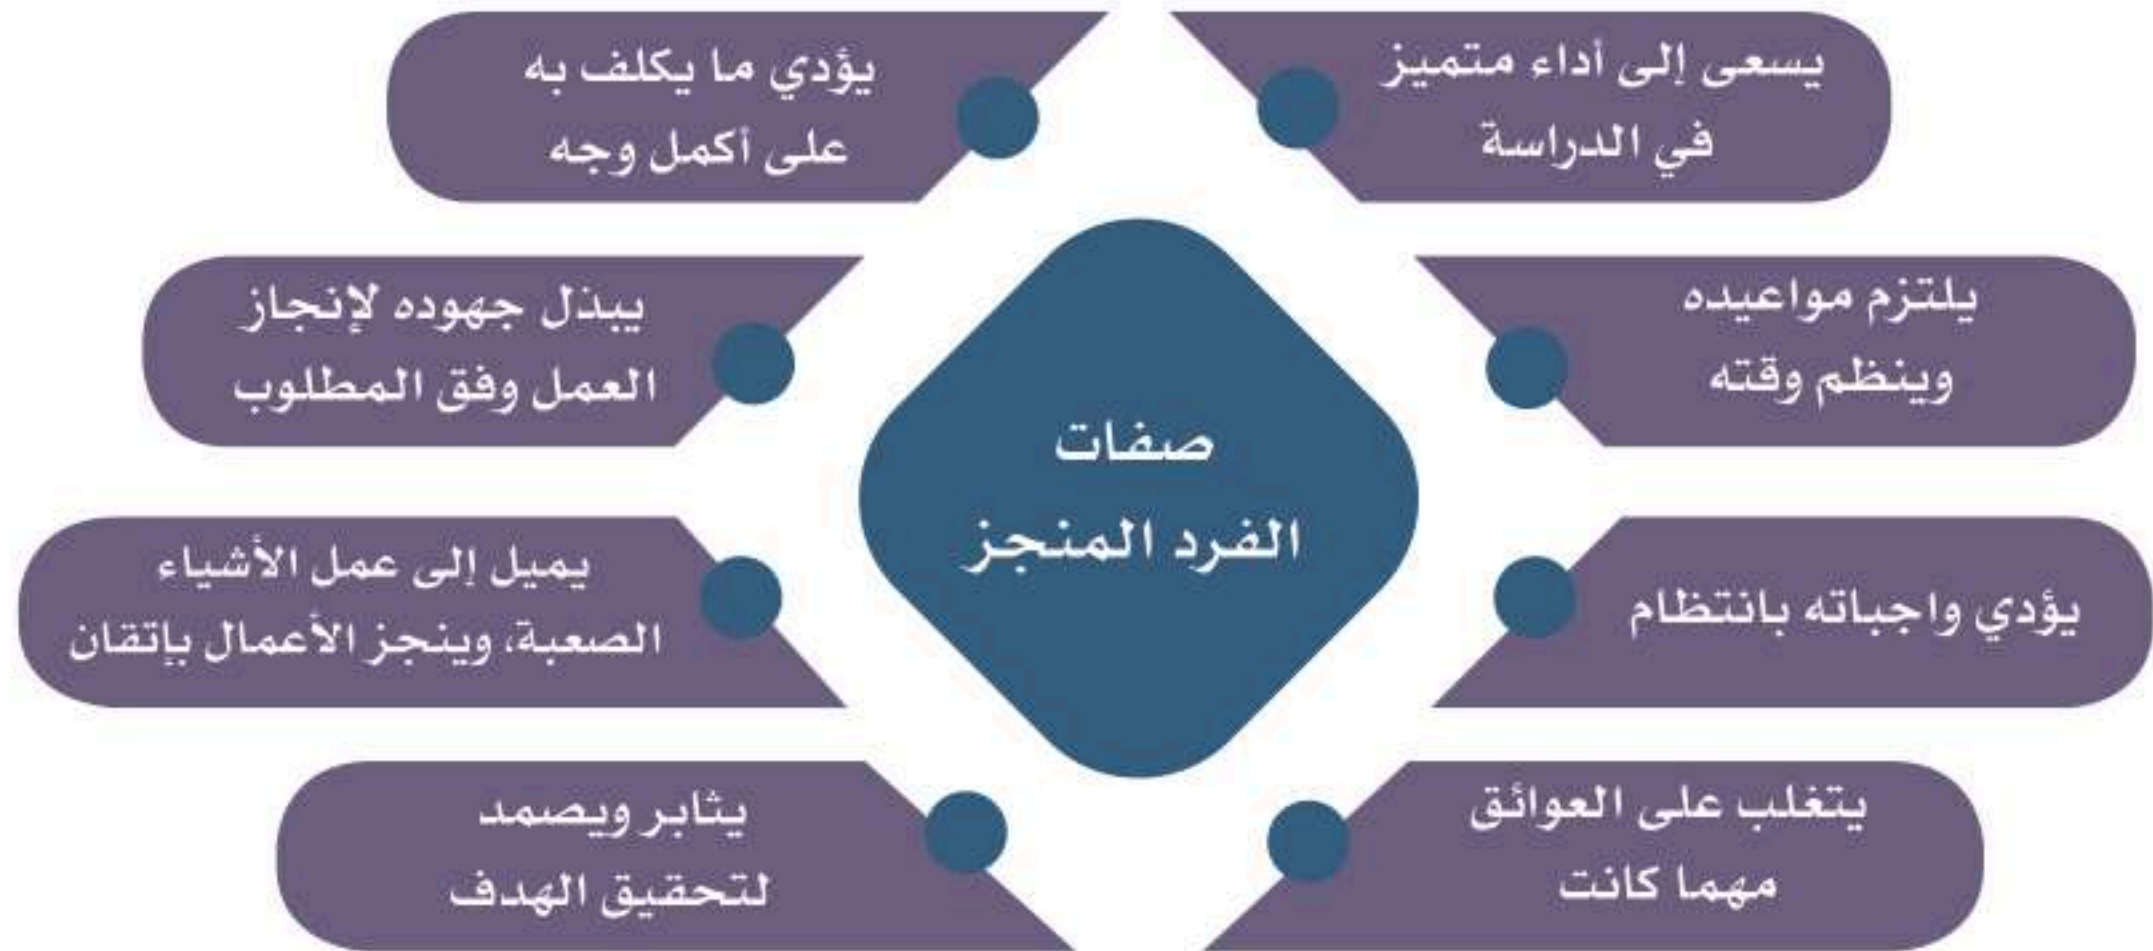 صفات
الفرد المنجز
يسعى إلى أداء متميز
في الدراسة
يلتزم مواعيده
وينظم وقته
يؤدي واجباته بانتظام
يتغلب على العوائق
مهما كانت
يؤدي ما يكلف به
على أكمل وجه
يبذل جهوده لإنجاز
العمل وفق المطلوب
يميل إلى عمل الأشياء
الصعبة، وينجز الأعمال بإتقان
يثابر ويصمد
لتحقيق الهدف